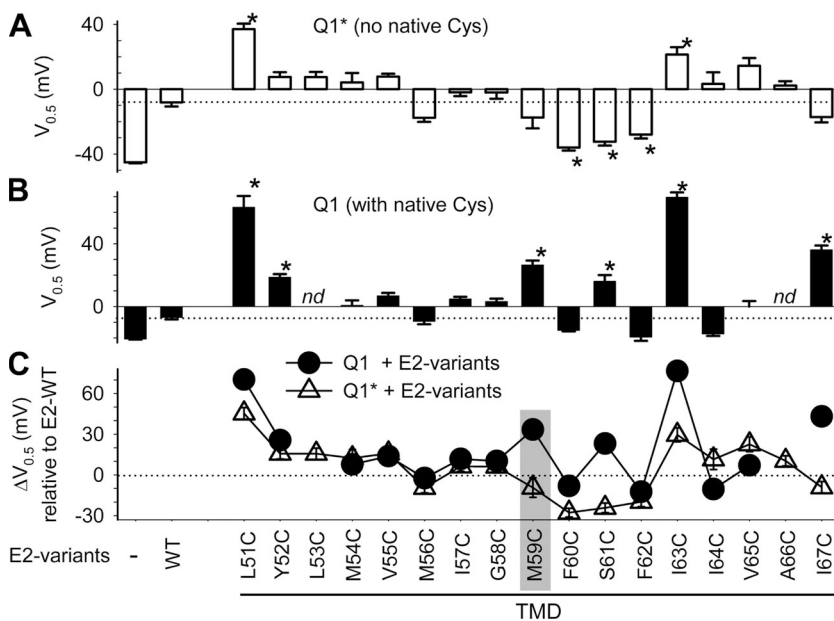 A
Q1* (no native Cys)
V0.5 (mV)
40
0
-40
* * * * *
B
Q1 (with native Cys)
V0.5 (mV)
40
0
* * nd * * * nd *
C
Q1 + E2-variants
Q1* + E2-variants
ΔV0.5 (mV)
relative to E2-WT
60
30
0
-30
E2-variants - WT L51C Y52C L53C M54C V55C M56C I57C G58C M59C F60C S61C F62C I63C I64C V65C A66C I67C
TMD